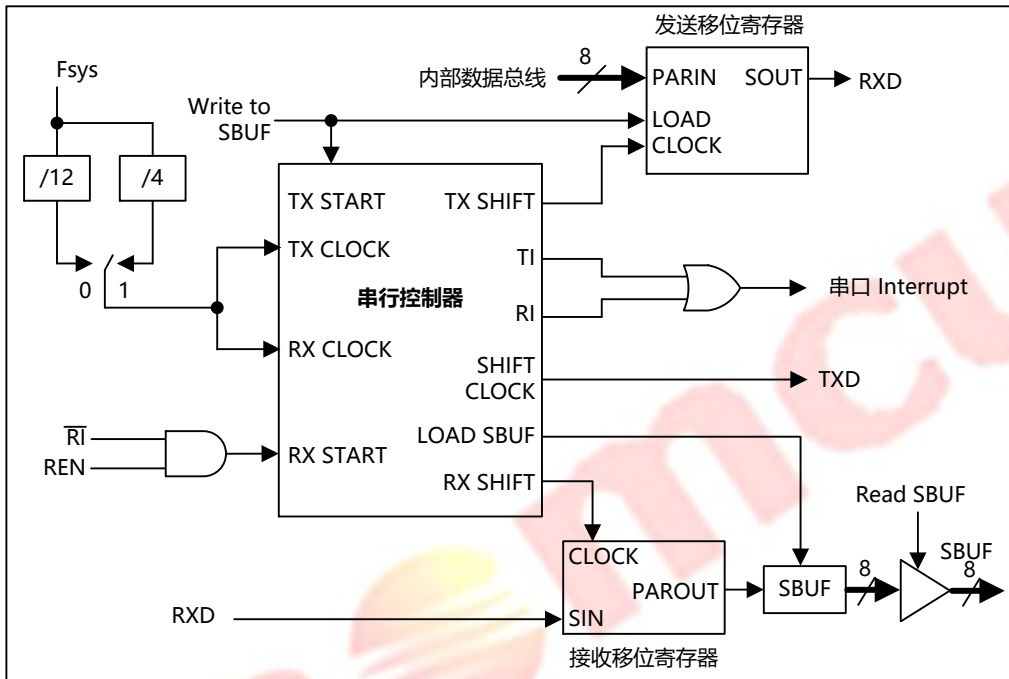 发送移位寄存器
Fsys
8
内部数据总线
PARIN
SOUT
RXD
Write to
SBUF
LOAD
CLOCK
/12
/4
TX START
TX SHIFT
TX CLOCK
TI
0
1
串行控制器
串口 Interrupt
RI
RX CLOCK
SHIFT
CLOCK
TXD
LOAD SBUF
RI
REN
RX START
RX SHIFT
Read SBUF
CLOCK
SBUF
PAROUT
SBUF
8
8
RXD
SIN
接收移位寄存器
mcu